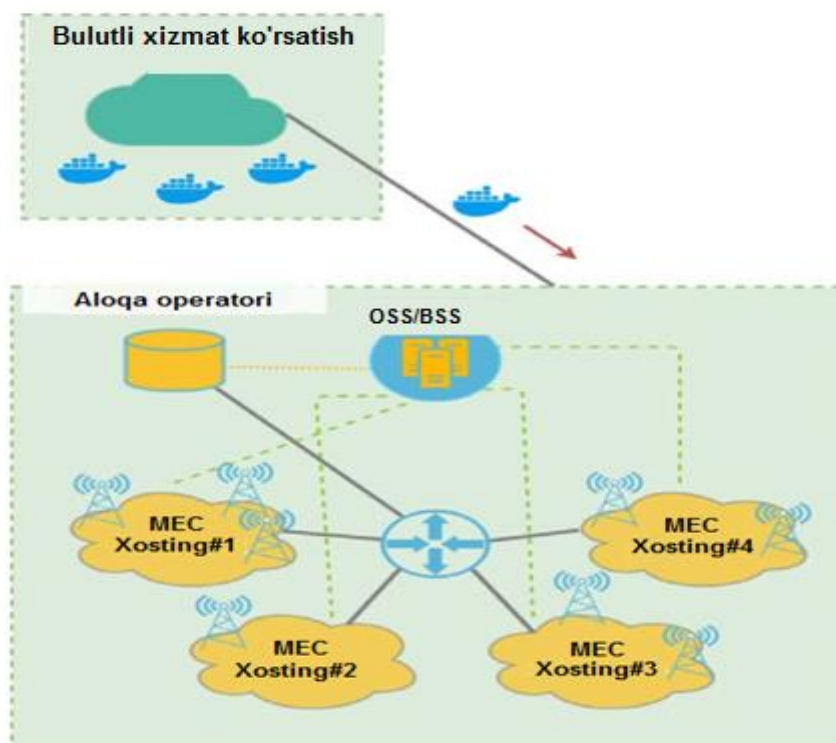 Bulutli xizmat ko'rsatish
Aloqa operatori
OSS/BSS
MEC
Xosting#1
MEC
Xosting#4
MEC
Xosting#2
MEC
Xosting#3